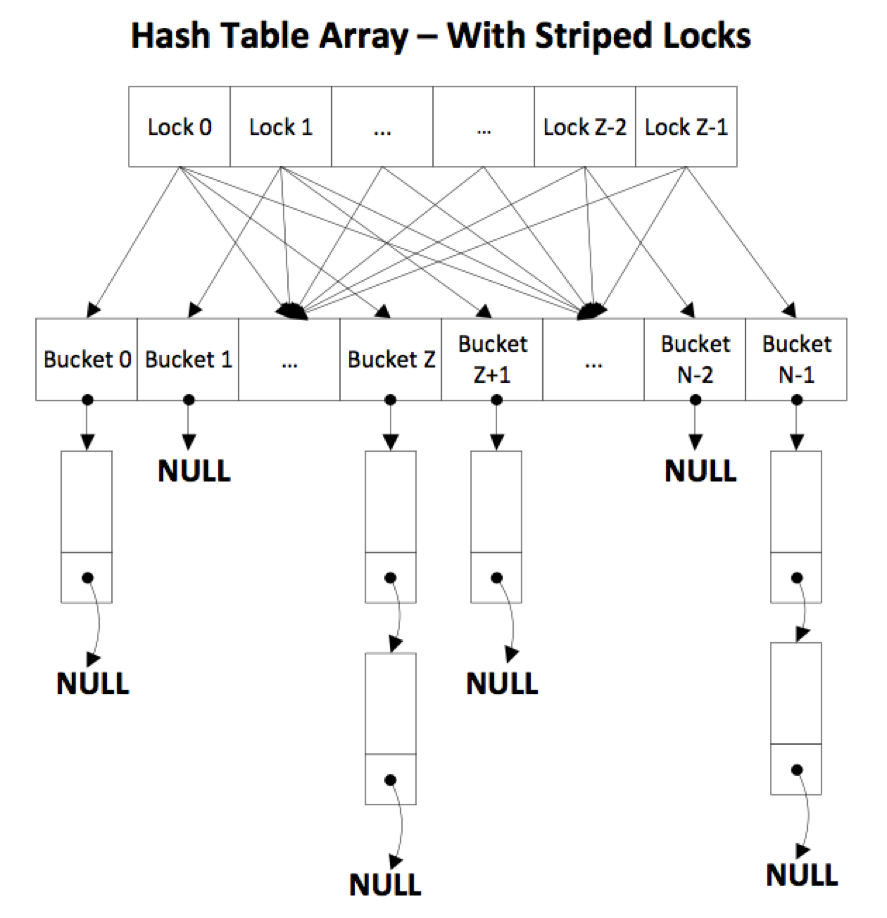 Hash Table Array – With Striped Locks
Lock 0
Lock 1
...
...
Lock Z-2
Lock Z-1
Bucket 0
Bucket 1
...
Bucket Z
Bucket
Z+1
...
Bucket
N-2
Bucket
N-1
NULL
NULL
NULL
NULL
NULL
NULL